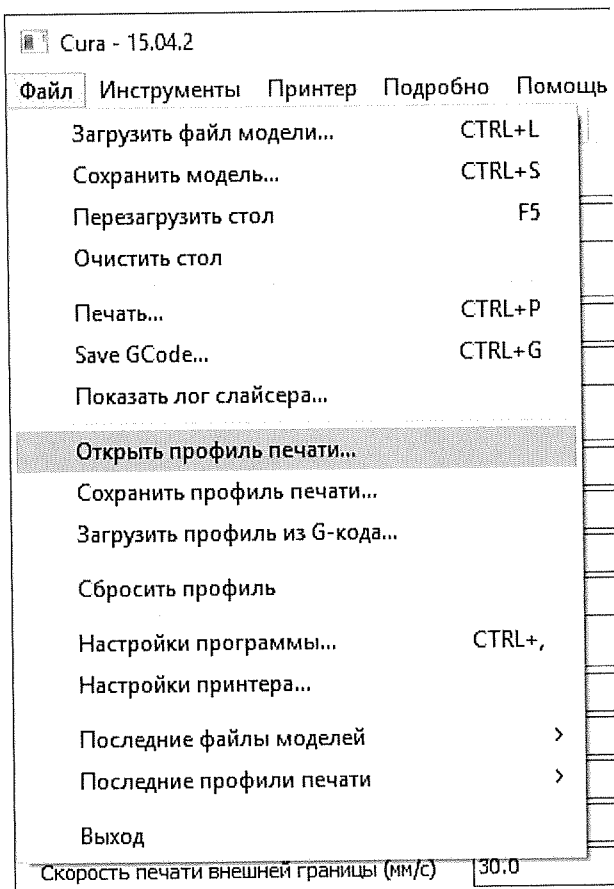 Cura - 15.04.2
Файл Инструменты Принтер Подробно Помощь
Загрузить файл модели... CTRL+L
Сохранить модель... CTRL+S
Перезагрузить стол F5
Очистить стол
Печать... CTRL+P
Save GCode... CTRL+G
Показать лог слайсера...
Открыть профиль печати...
Сохранить профиль печати...
Загрузить профиль из G-кода...
Сбросить профиль
Настройки программы... CTRL+,
Настройки принтера...
Последние файлы моделей >
Последние профили печати >
Выход
Скорость печати внешней границы (мм/с) 30.0